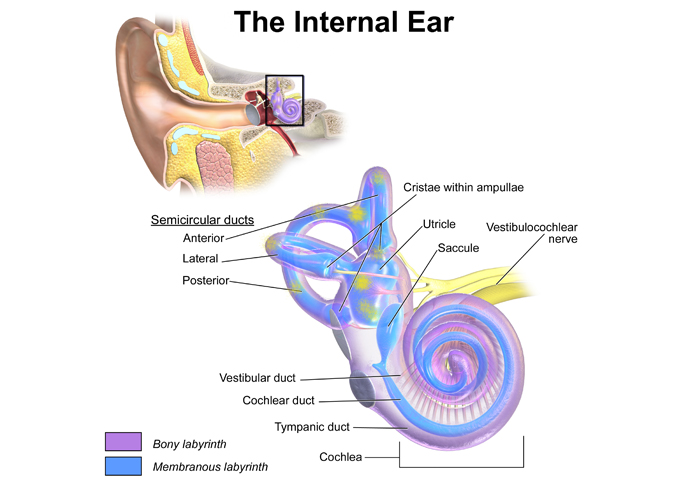 The Internal Ear
Cristae within ampullae
Semicircular ducts
Anterior
Lateral
Posterior
Utricle
Saccule
Vestibulocochlear
nerve
Vestibular duct
Cochlear duct
Tympanic duct
Cochlea
Bony labyrinth
Membranous labyrinth